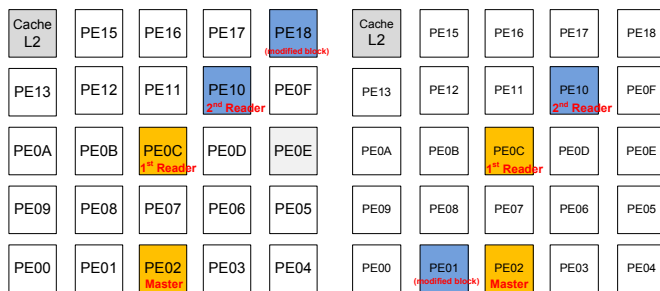 Cache L2 PE15 PE16 PE17 PE18 (modified block) Cache L2 PE15 PE16 PE17 PE18
PE13 PE12 PE11 PE10 2nd Reader PE0F PE13 PE12 PE11 PE10 2nd Reader PE0F
PE0A PE0B PE0C 1st Reader PE0D PE0E PE0A PE0B PE0C 1st Reader PE0D PE0E
PE09 PE08 PE07 PE06 PE05 PE09 PE08 PE07 PE06 PE05
PE00 PE01 PE02 Master PE03 PE04 PE00 PE01 (modified block) PE02 Master PE03 PE04